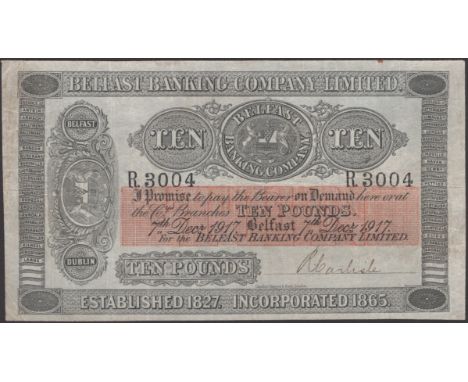 BELFAST BANKING COMPANY LIMITED.
BELFAST
TEN
BELFAST
BANKING COMPANY
TEN
R 3004 R 3004
I Promise to pay the Bearer on Demand here or at
the Co's Branches TEN POUNDS.
7th Decr 1917. Belfast 7th Decr 1917.
For the BELFAST BANKING COMPANY LIMITED.
DUBLIN
TEN POUNDS
R Carlisle
ESTABLISHED 1827. INCORPORATED 1865.